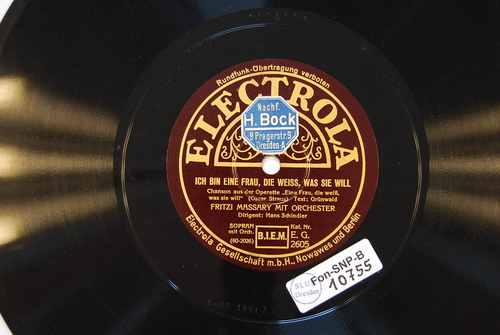 Rundfunk-Übertragung verboten
ELECTROLA
Nachf.
H. Bock
9 Pragerstr. 9
Dresden-A
ICH BIN EINE FRAU, DIE WEISS, WAS SIE WILL
Chanson aus der Operette „Eine Frau, die weiß,
was sie will" (Oscar Straus) Text: Grünwald
FRITZI MASSARY MIT ORCHESTER
Dirigent: Hans Schindler
SOPRAN
mit Orch.
(60-2026)
B.I.E.M.
Kat. Nr.
E. G.
2605
Electrola Gesellschaft m.b.H., Nowawes und Berlin
SLUB
Dresden
Fon-SNP-B
10755